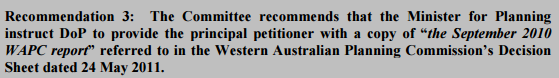 Recommendation 3: The Committee recommends that the Minister for Planning
instruct DoP to provide the principal petitioner with a copy of “the September 2010
WAPC report” referred to in the Western Australian Planning Commission’s Decision
Sheet dated 24 May 2011.